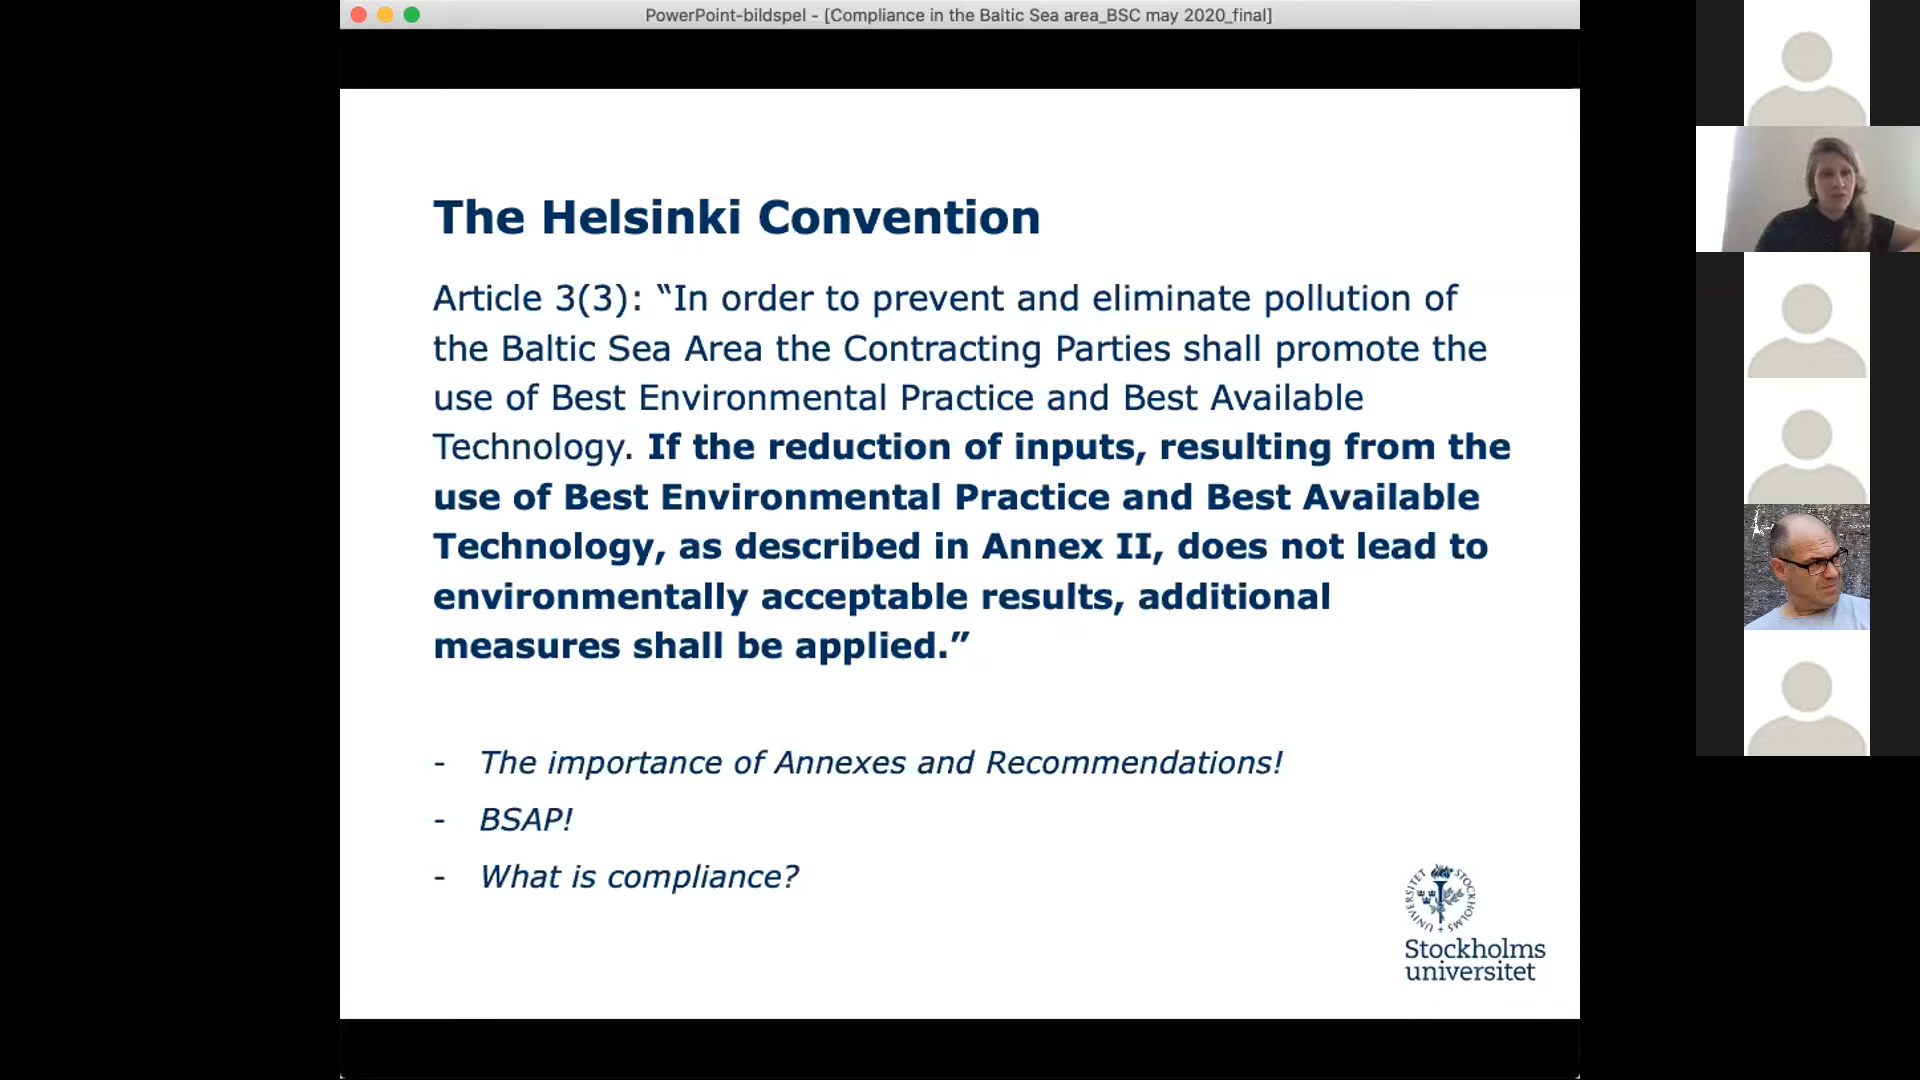 PowerPoint-bildspel - [Compliance in the Baltic Sea area_BSC may 2020_final]
The Helsinki Convention
Article 3(3): “In order to prevent and eliminate pollution of
the Baltic Sea Area the Contracting Parties shall promote the
use of Best Environmental Practice and Best Available
Technology. If the reduction of inputs, resulting from the
use of Best Environmental Practice and Best Available
Technology, as described in Annex II, does not lead to
environmentally acceptable results, additional
measures shall be applied.”
- The importance of Annexes and Recommendations!
- BSAP!
- What is compliance?
STOCKHOLMS UNIVERSITET
Stockholms
universitet